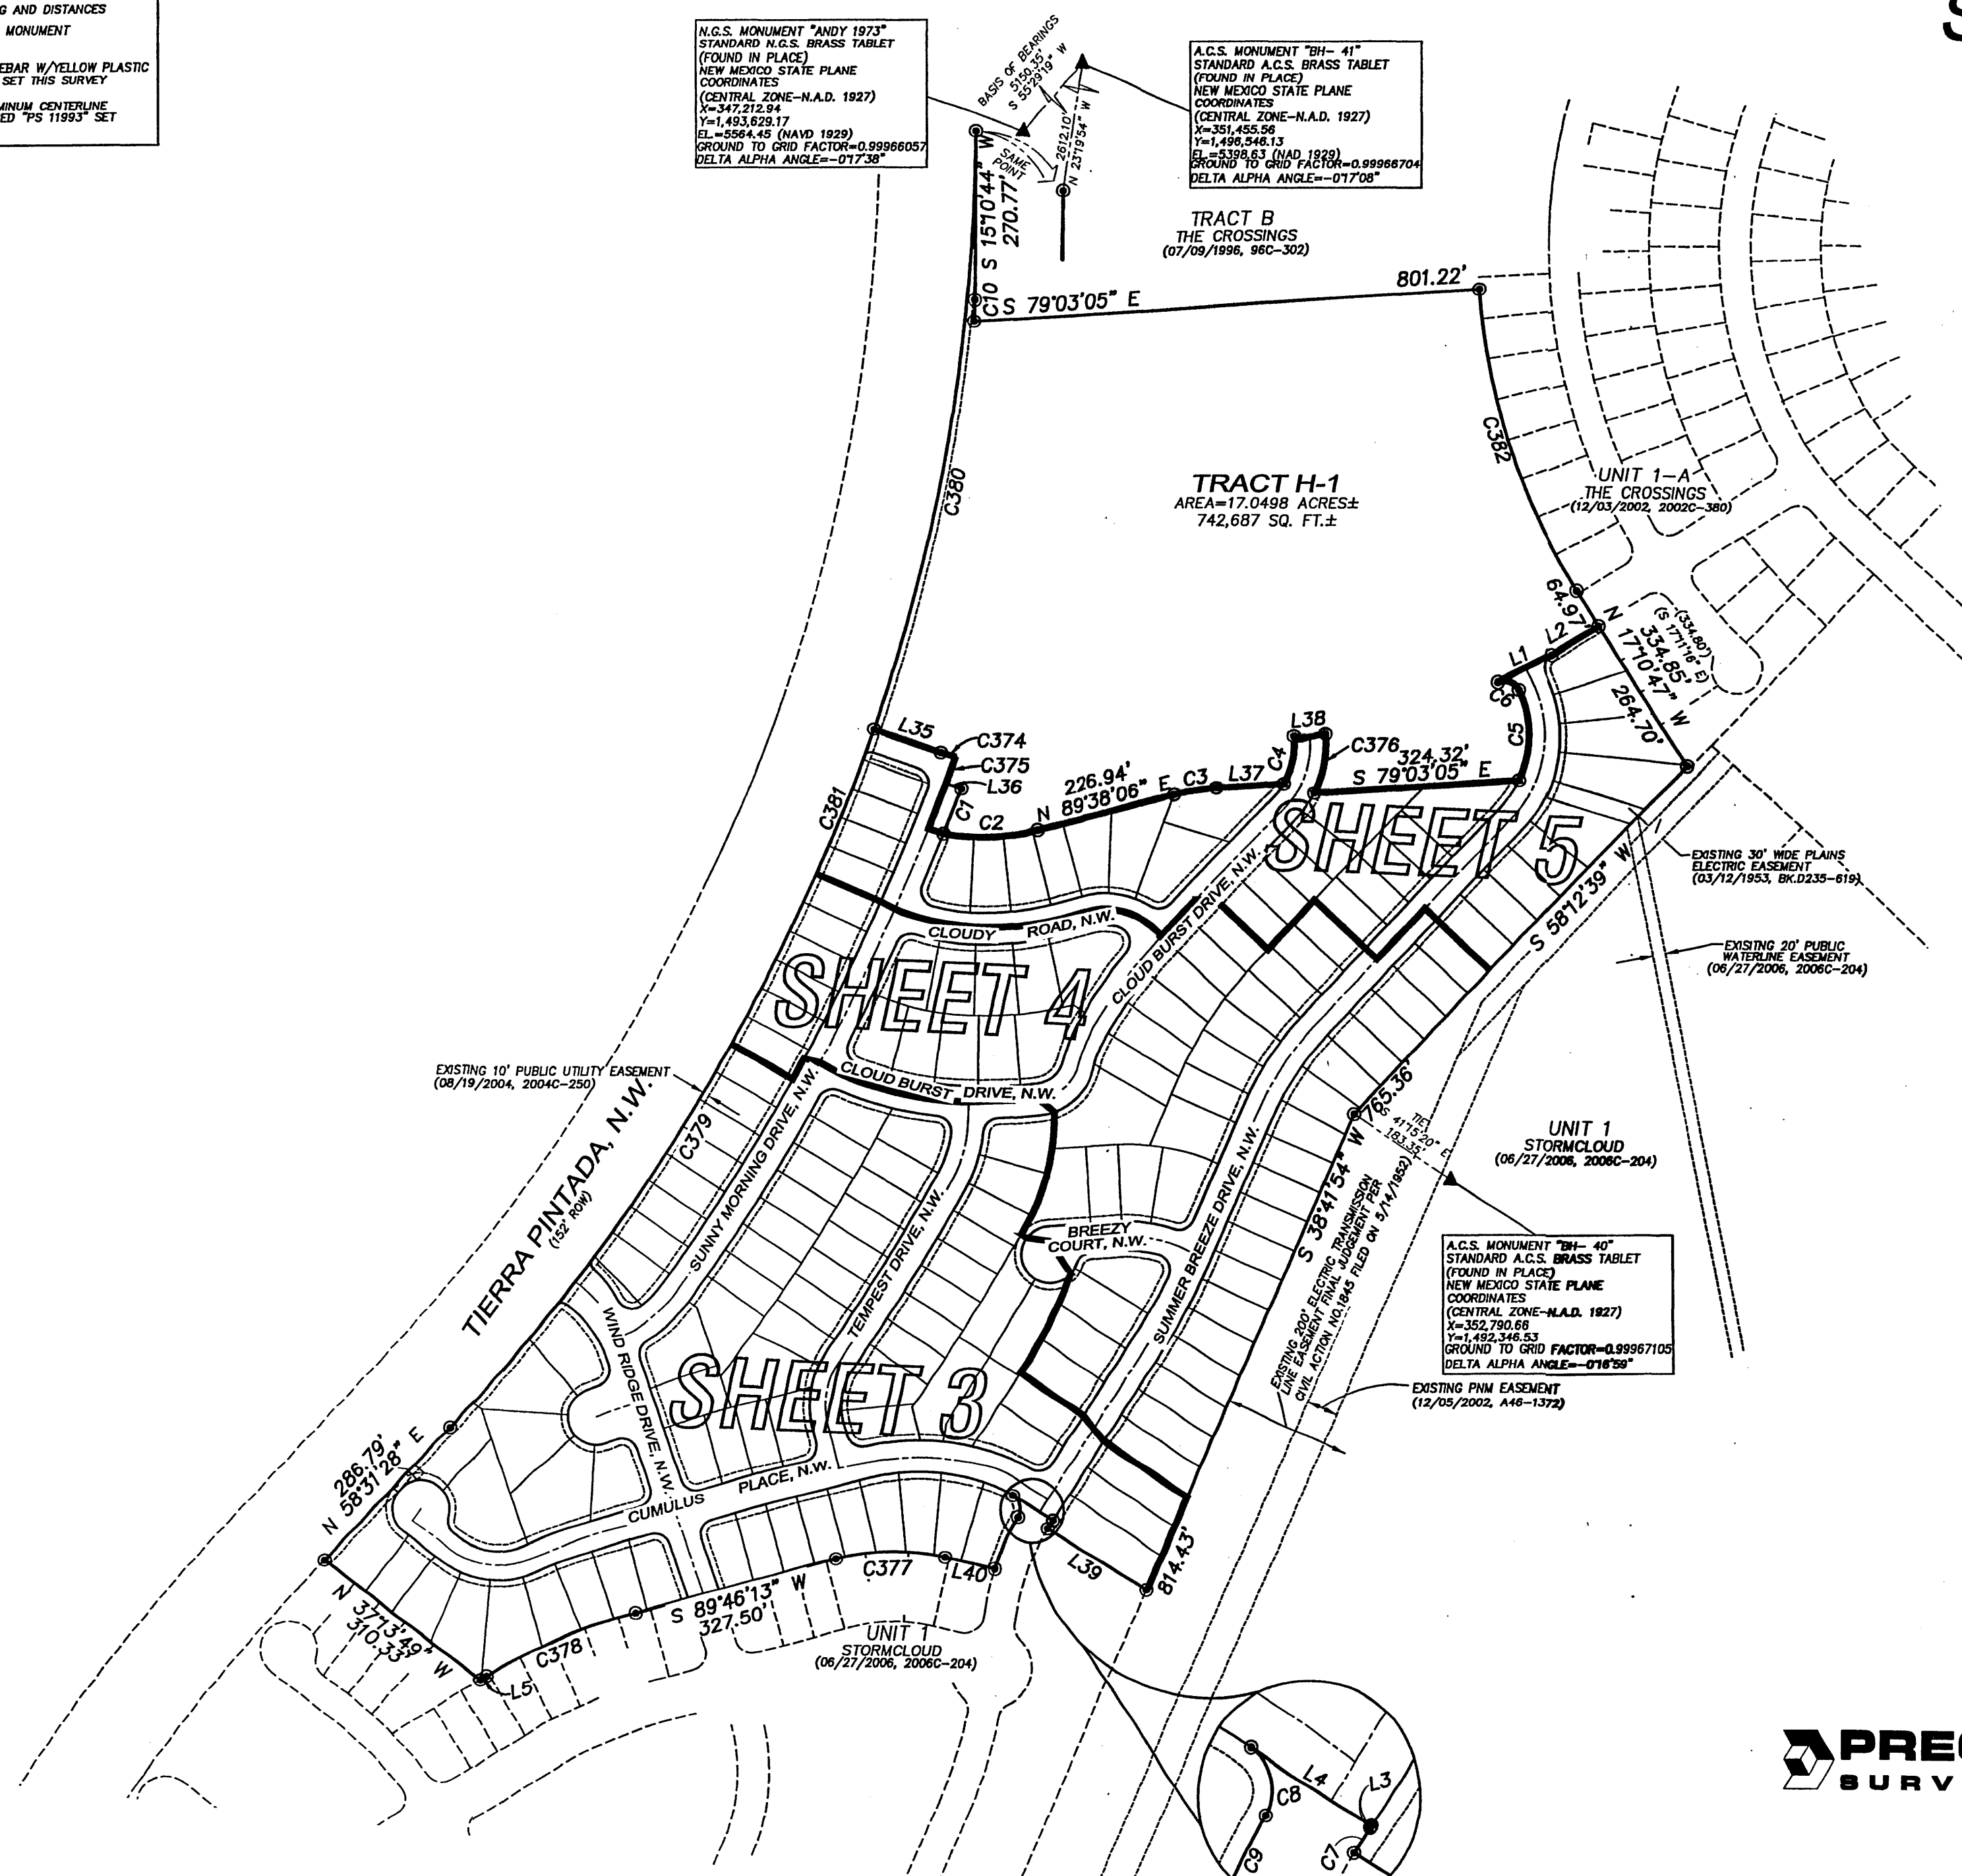 G AND DISTANCES
MONUMENT
EBAR W/YELLOW PLASTIC
SET THIS SURVEY
MINUM CENTERLINE
ED "PS 11993" SET
S
N.G.S. MONUMENT "ANDY 1973"
STANDARD N.G.S. BRASS TABLET
(FOUND IN PLACE)
NEW MEXICO STATE PLANE
COORDINATES
(CENTRAL ZONE-N.A.D. 1927)
X=347,212.94
Y=1,493,629.17
EL.=5564.45 (NAVD 1929)
GROUND TO GRID FACTOR=0.99966057
DELTA ALPHA ANGLE=-0°17'38"
BASIS OF BEARINGS
5150.35'
S 55°29'19" W
2612.10'
N 23°19'54" W
SAME
POINT
A.C.S. MONUMENT "BH- 41"
STANDARD A.C.S. BRASS TABLET
(FOUND IN PLACE)
NEW MEXICO STATE PLANE
COORDINATES
(CENTRAL ZONE-N.A.D. 1927)
X=351,455.56
Y=1,496,546.13
EL.=5398.63 (NAD 1929)
GROUND TO GRID FACTOR=0.99966704
DELTA ALPHA ANGLE=-0°17'08"
S 15°10'44" W
270.77'
C10
TRACT B
THE CROSSINGS
(07/09/1996, 96C-302)
S 79°03'05" E
801.22'
C380
C382
TRACT H-1
AREA=17.0498 ACRES±
742,687 SQ. FT.±
UNIT 1-A
THE CROSSINGS
(12/03/2002, 2002C-380)
64.97'
N 17°10'47" W
334.85'
(S 17°11'16" E)
(334.80')
264.70'
L1
L2
C6
C5
L35
C374
C375
L36
C1
C2
N 89°38'06" E
226.94'
C3
L37
C4
L38
C376
324.32'
S 79°03'05" E
C381
SHEET 5
EXISTING 30' WIDE PLAINS
ELECTRIC EASEMENT
(03/12/1953, BK.D235-619)
S 58°12'39" W
765.36'
EXISITNG 20' PUBLIC
WATERLINE EASEMENT
(06/27/2006, 2006C-204)
CLOUDY ROAD, N.W.
CLOUD BURST DRIVE, N.W.
CLOUD BURST DRIVE, N.W.
SHEET 4
CLOUD BURST DRIVE, N.W.
EXISTING 10' PUBLIC UTILITY EASEMENT
(08/19/2004, 2004C-250)
TIERRA PINTADA, N.W.
(152' ROW)
C379
SUNNY MORNING DRIVE, N.W.
TEMPEST DRIVE, N.W.
BREEZY
COURT, N.W.
SUMMER BREEZE DRIVE, N.W.
TIE
S 41°15'20" E
183.35'
UNIT 1
STORMCLOUD
(06/27/2006, 2006C-204)
S 38°41'54" W
814.43'
EXISTING 200' ELECTRIC TRANSMISSION
LINE EASEMENT FINAL JUDGEMENT PER
CIVIL ACTION NO.1845 FILED ON 5/14/1952)
A.C.S. MONUMENT "BH- 40"
STANDARD A.C.S. BRASS TABLET
(FOUND IN PLACE)
NEW MEXICO STATE PLANE
COORDINATES
(CENTRAL ZONE-N.A.D. 1927)
X=352,790.66
Y=1,492,346.53
GROUND TO GRID FACTOR=0.99967105
DELTA ALPHA ANGLE=-0°16'59"
EXISTING PNM EASEMENT
(12/05/2002, A46-1372)
WIND RIDGE DRIVE, N.W.
SHEET 3
286.79'
N 58°31'28" E
CUMULUS PLACE, N.W.
N 37°13'49" W
310.33'
L5
C378
S 89°46'13" W
327.50'
C377
L40
L39
UNIT 1
STORMCLOUD
(06/27/2006, 2006C-204)
L4
L3
C8
C9
C7
PREC
SURV